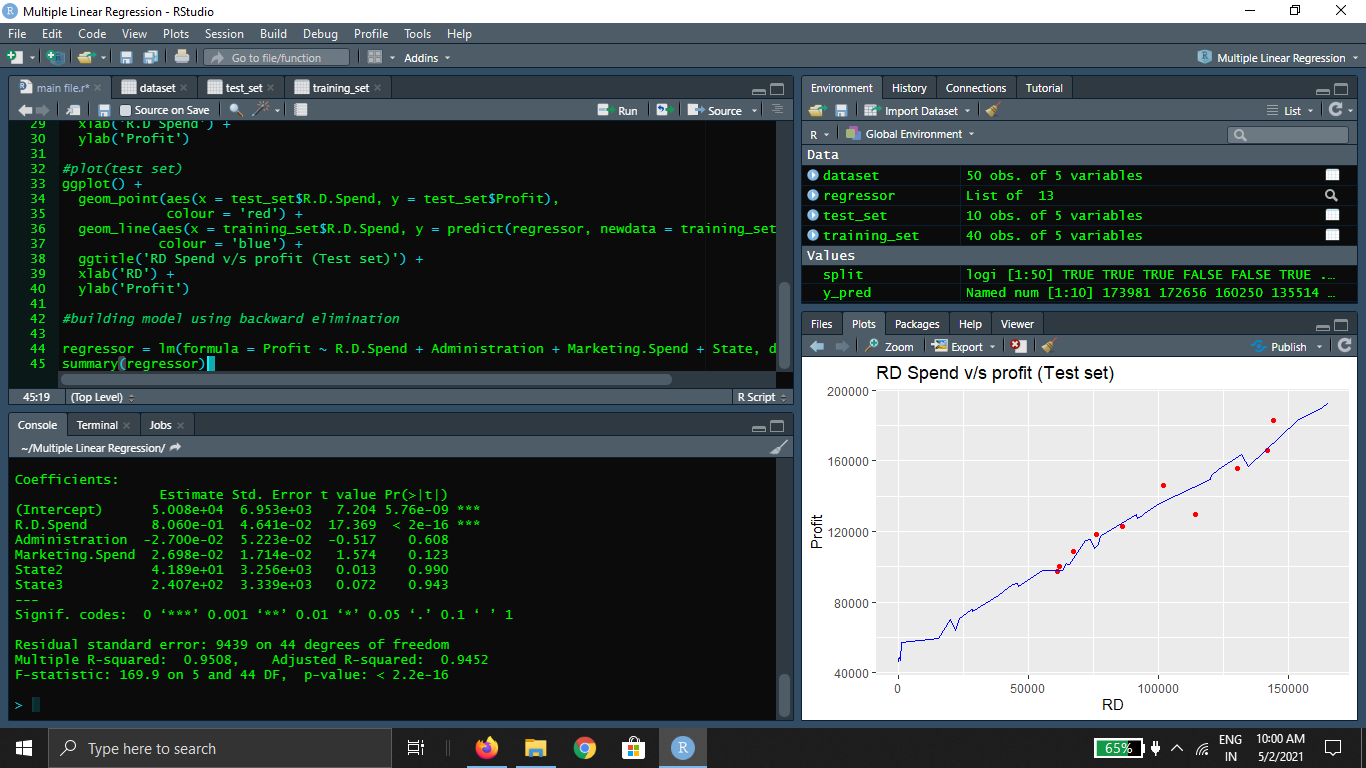 Multiple Linear Regression - RStudio
File Edit Code View Plots Session Build Debug Profile Tools Help
Go to file/function Addins Multiple Linear Regression
main file.r* dataset test_set training_set
Source on Save Run Source
29 xlab('R.D Spend') +
30 ylab('Profit')
31
32 #plot(test set)
33 ggplot() +
34 geom_point(aes(x = test_set$R.D.Spend, y = test_set$Profit),
35 colour = 'red') +
36 geom_line(aes(x = training_set$R.D.Spend, y = predict(regressor, newdata = training_set
37 colour = 'blue') +
38 ggtitle('RD Spend v/s profit (Test set)') +
39 xlab('RD') +
40 ylab('Profit')
41
42 #building model using backward elimination
43
44 regressor = lm(formula = Profit ~ R.D.Spend + Administration + Marketing.Spend + State, d
45 summary(regressor)
45:19 (Top Level) R Script
Console Terminal Jobs
~/Multiple Linear Regression/
Coefficients:
Estimate Std. Error t value Pr(>|t|)
(Intercept) 5.008e+04 6.953e+03 7.204 5.76e-09 ***
R.D.Spend 8.060e-01 4.641e-02 17.369 < 2e-16 ***
Administration -2.700e-02 5.223e-02 -0.517 0.608
Marketing.Spend 2.698e-02 1.714e-02 1.574 0.123
State2 4.189e+01 3.256e+03 0.013 0.990
State3 2.407e+02 3.339e+03 0.072 0.943
---
Signif. codes: 0 ‘***’ 0.001 ‘**’ 0.01 ‘*’ 0.05 ‘.’ 0.1 ‘ ’ 1
Residual standard error: 9439 on 44 degrees of freedom
Multiple R-squared: 0.9508, Adjusted R-squared: 0.9452
F-statistic: 169.9 on 5 and 44 DF, p-value: < 2.2e-16
>
Environment History Connections Tutorial
Import Dataset List
R Global Environment
Data
dataset 50 obs. of 5 variables
regressor List of 13
test_set 10 obs. of 5 variables
training_set 40 obs. of 5 variables
Values
split logi [1:50] TRUE TRUE TRUE FALSE FALSE TRUE ...
y_pred Named num [1:10] 173981 172656 160250 135514 ...
Files Plots Packages Help Viewer
Zoom Export Publish
RD Spend v/s profit (Test set)
200000
160000
120000
80000
40000
Profit
0 50000 100000 150000
RD
Type here to search
65%
ENG
IN
10:00 AM
5/2/2021